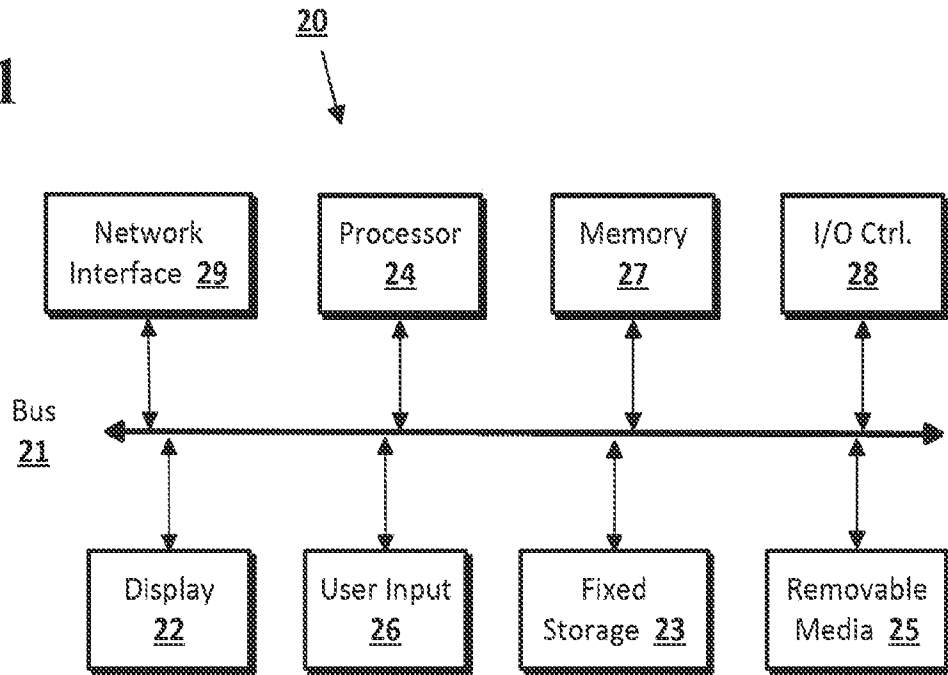 20
1
Network
Interface 29
Processor
24
Memory
27
I/O Ctrl.
28
Bus
21
Display
22
User Input
26
Fixed
Storage 23
Removable
Media 25